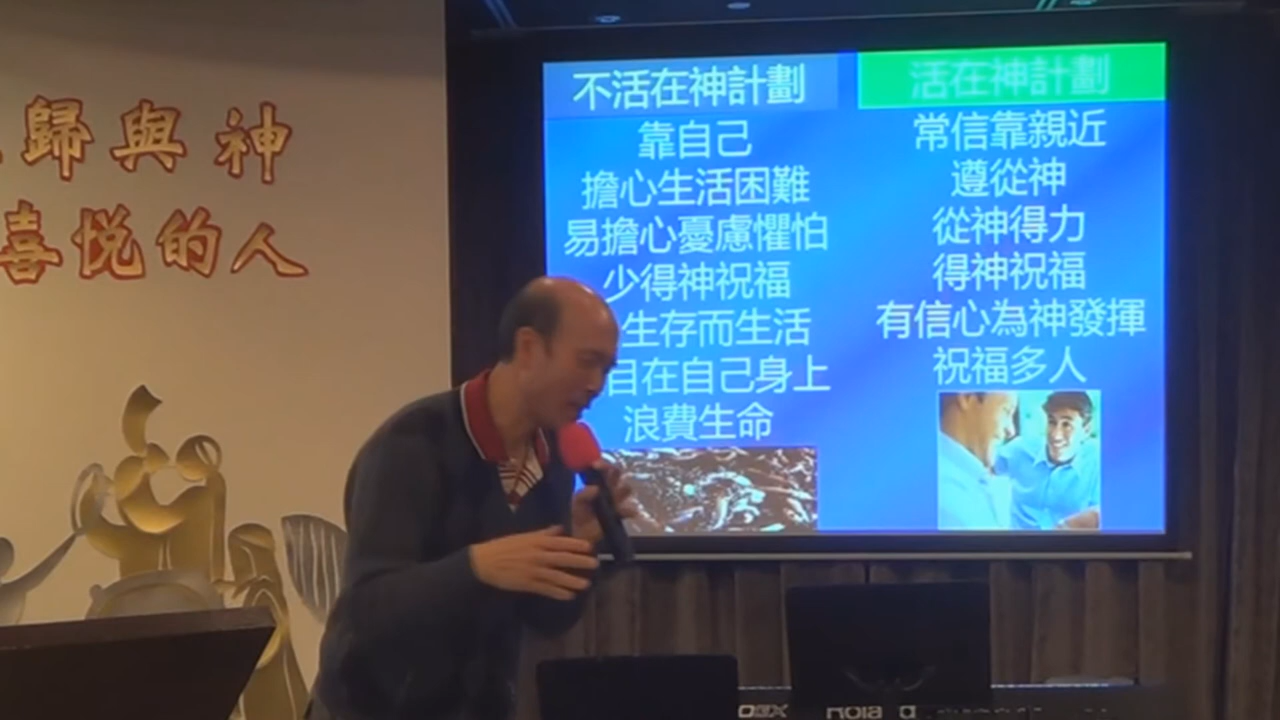 歸與神
喜悅的人
不活在神計劃
靠自己
擔心生活困難
易擔心憂慮懼怕
少得神祝福
生存而生活
目在自己身上
浪費生命
活在神計劃
常信靠親近
遵從神
從神得力
得神祝福
有信心為神發揮
祝福多人